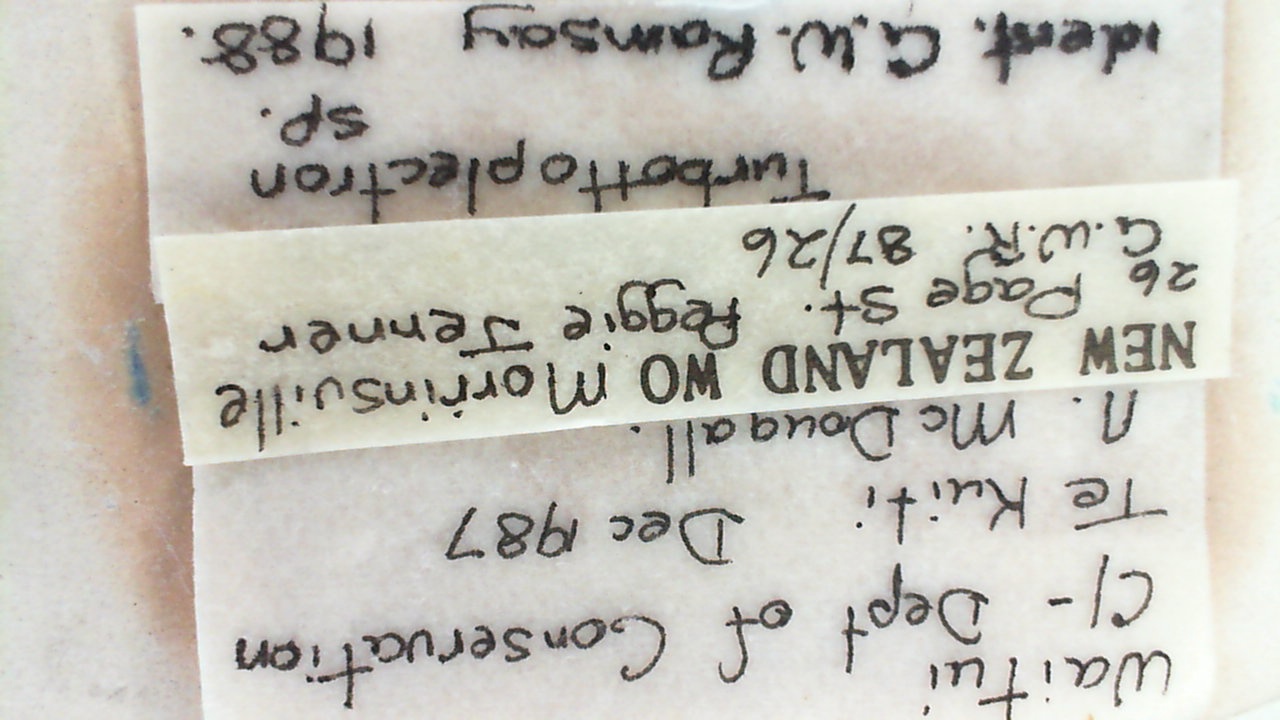 Waitui
C/- Dept of Conservation
Te Kuiti Dec 1987
N. McDougall.
NEW ZEALAND WO Morrinsville
26 Page St. Peggie Jenner
G.W.R. 87/26
Turbottoplectron
sp.
ident. G.W. Ramsay 1988.